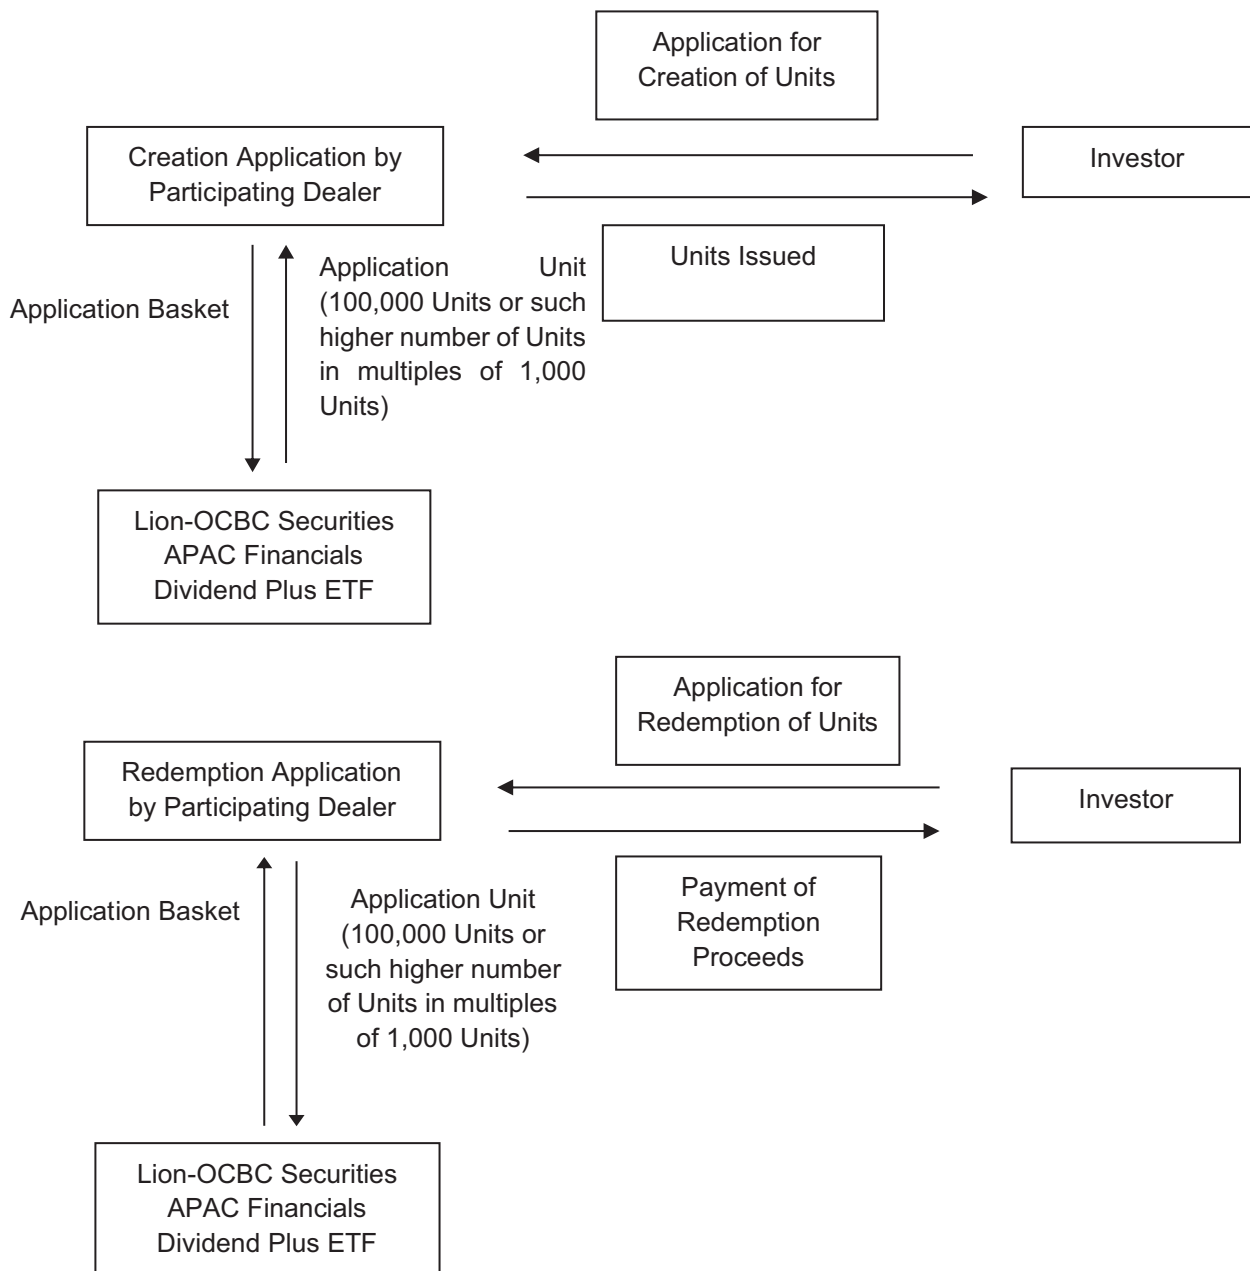 Application for
Creation of Units
Creation Application by
Participating Dealer
Investor
Units Issued
Application Basket
Application Unit
(100,000 Units or such
higher number of Units
in multiples of 1,000
Units)
Lion-OCBC Securities
APAC Financials
Dividend Plus ETF
Application for
Redemption of Units
Redemption Application
by Participating Dealer
Investor
Payment of
Redemption
Proceeds
Application Basket
Application Unit
(100,000 Units or
such higher number
of Units in multiples
of 1,000 Units)
Lion-OCBC Securities
APAC Financials
Dividend Plus ETF